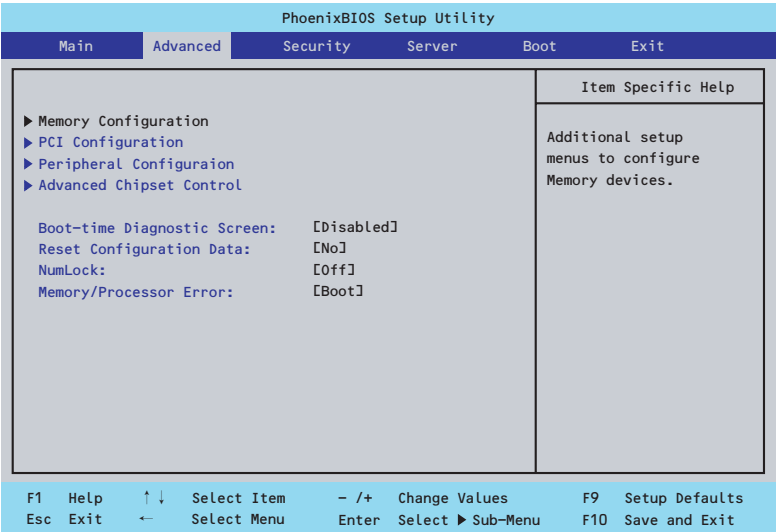 PhoenixBIOS Setup Utility
Main Advanced Security Server Boot Exit
Item Specific Help
▶ Memory Configuration
▶ PCI Configuration
▶ Peripheral Configuraion
▶ Advanced Chipset Control
Additional setup
menus to configure
Memory devices.
Boot-time Diagnostic Screen: [Disabled]
Reset Configuration Data: [No]
NumLock: [Off]
Memory/Processor Error: [Boot]
F1 Help ↑↓ Select Item - /+ Change Values F9 Setup Defaults
Esc Exit ← Select Menu Enter Select ▶ Sub-Menu F10 Save and Exit